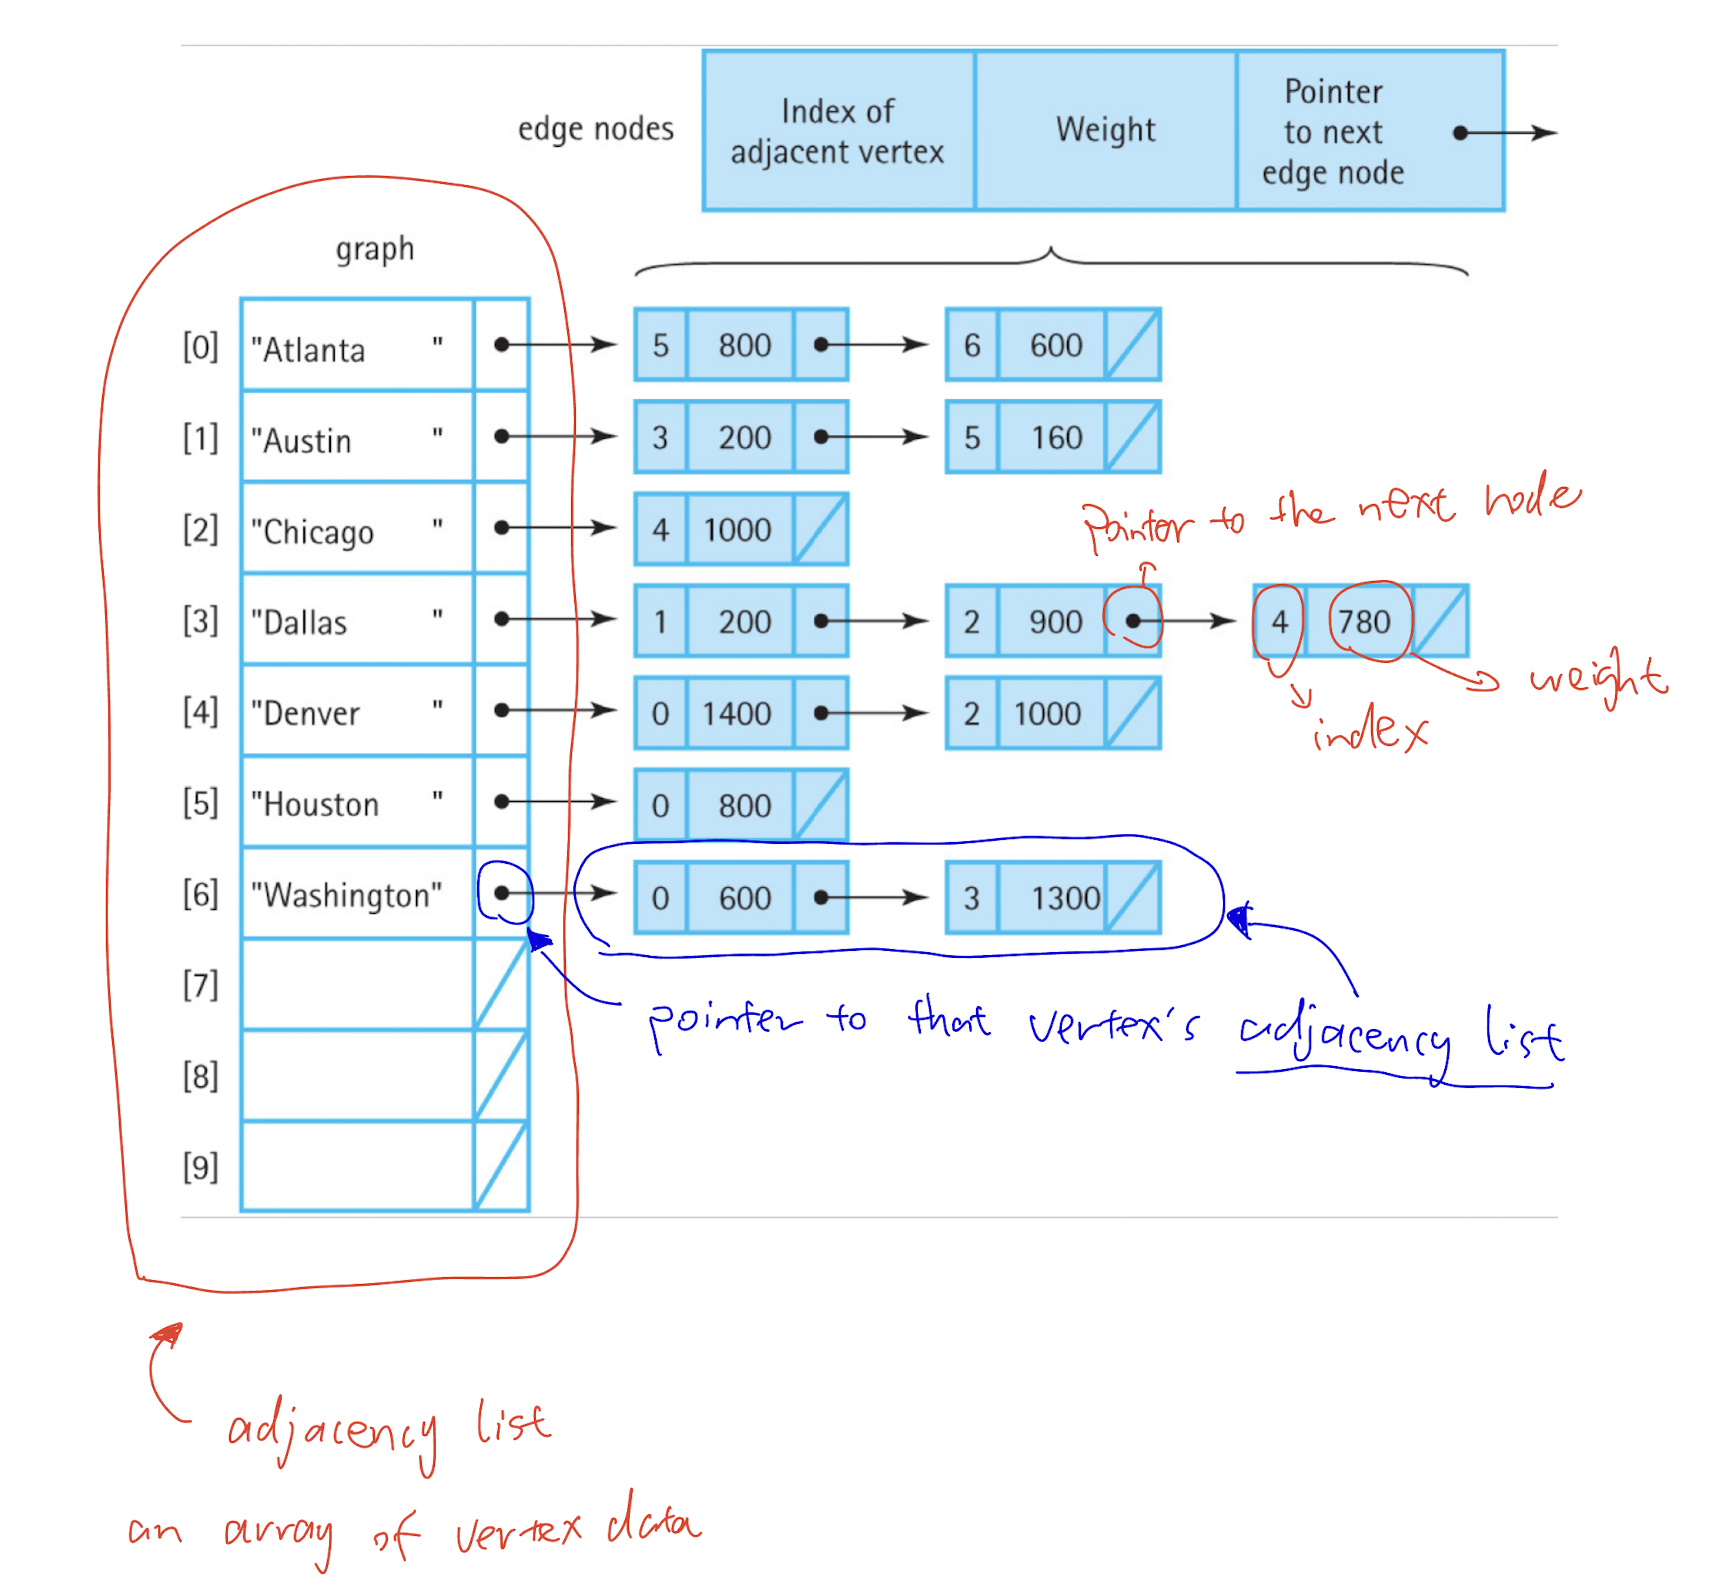 edge nodes
Index of
adjacent vertex
Weight
Pointer
to next
edge node
graph
[0] "Atlanta " 5 800 6 600
[1] "Austin " 3 200 5 160
[2] "Chicago " 4 1000
pointer to the next node
[3] "Dallas " 1 200 2 900 4 780
weight
index
[4] "Denver " 0 1400 2 1000
[5] "Houston " 0 800
[6] "Washington" 0 600 3 1300
[7]
pointer to that vertex's adjacency list
[8]
[9]
adjacency list
an array of vertex data